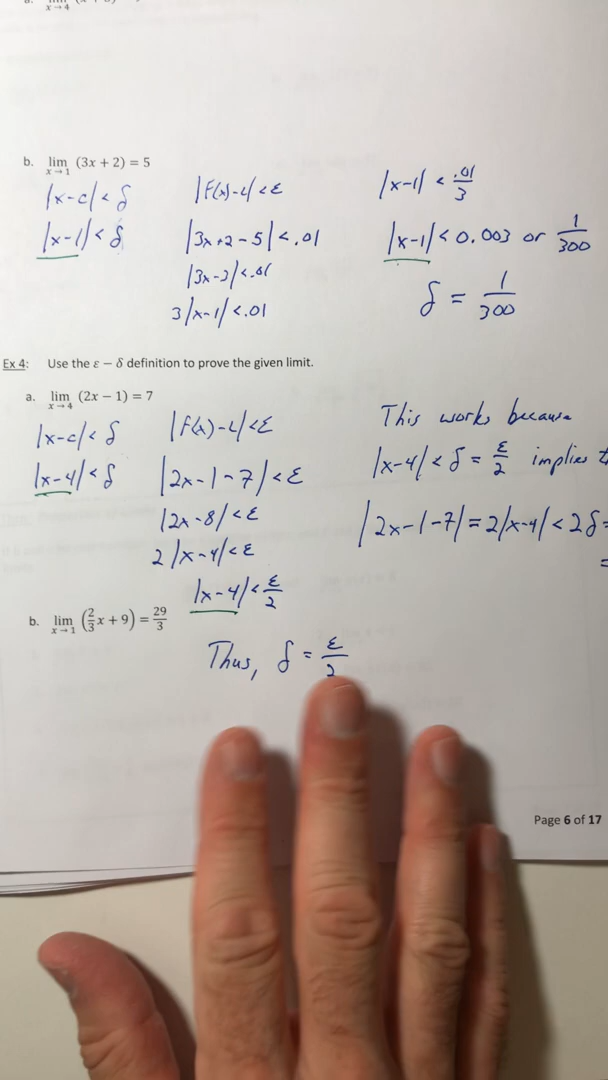 x→4
b. lim x→1 (3x + 2) = 5
|x-c| < δ
|x-1| < δ
|F(x)-L| < ε
|3x+2-5| < .01
|3x-3| < .01
3|x-1| < .01
|x-1| < .01/3
|x-1| < 0.003 or 1/300
δ = 1/300
Ex 4: Use the ε − δ definition to prove the given limit.
a. lim x→4 (2x − 1) = 7
|x-c| < δ
|x-4| < δ
|F(x)-L| < ε
|2x-1-7| < ε
|2x-8| < ε
2|x-4| < ε
|x-4| < ε/2
Thus, δ = ε/2
This works because
|x-4| < δ = ε/2 implies
|2x-1-7| = 2|x-4| < 2δ =
=
b. lim x→1 (2/3 x + 9) = 29/3
Page 6 of 17